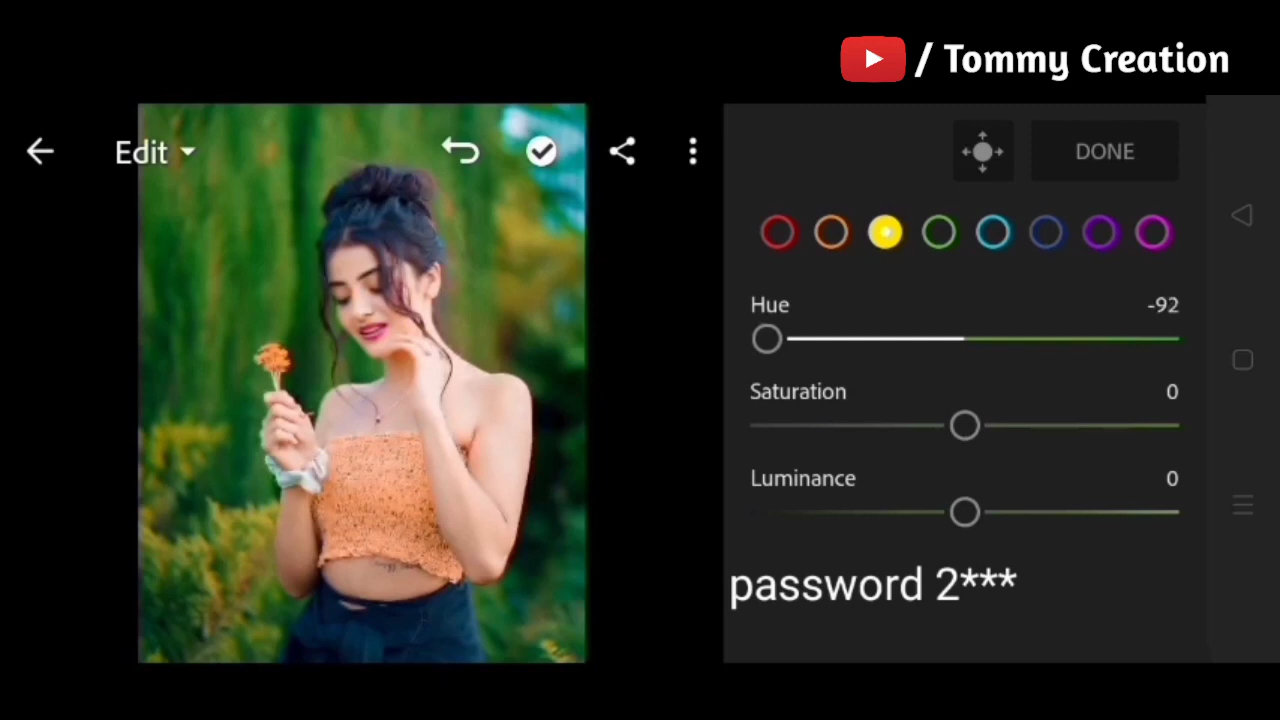 / Tommy Creation
Edit
DONE
Hue -92
Saturation 0
Luminance 0
password 2***